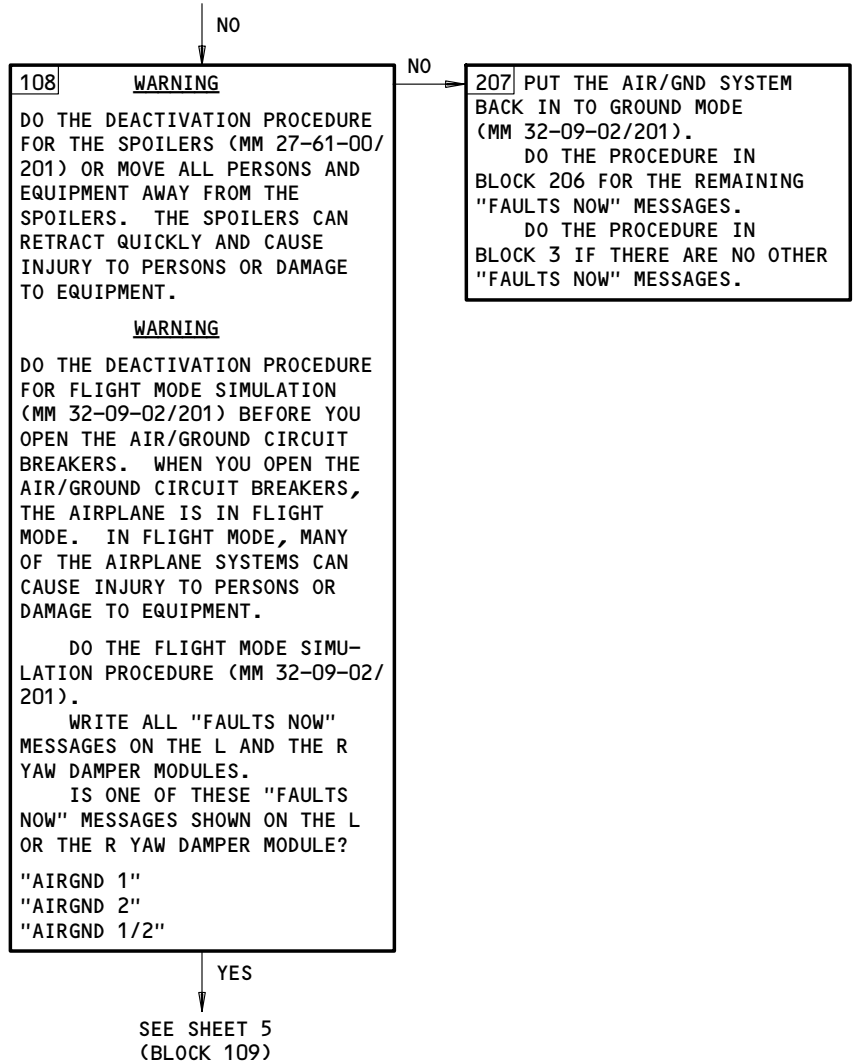 NO
108 WARNING
DO THE DEACTIVATION PROCEDURE
FOR THE SPOILERS (MM 27-61-00/
201) OR MOVE ALL PERSONS AND
EQUIPMENT AWAY FROM THE
SPOILERS. THE SPOILERS CAN
RETRACT QUICKLY AND CAUSE
INJURY TO PERSONS OR DAMAGE
TO EQUIPMENT.
WARNING
DO THE DEACTIVATION PROCEDURE
FOR FLIGHT MODE SIMULATION
(MM 32-09-02/201) BEFORE YOU
OPEN THE AIR/GROUND CIRCUIT
BREAKERS. WHEN YOU OPEN THE
AIR/GROUND CIRCUIT BREAKERS,
THE AIRPLANE IS IN FLIGHT
MODE. IN FLIGHT MODE, MANY
OF THE AIRPLANE SYSTEMS CAN
CAUSE INJURY TO PERSONS OR
DAMAGE TO EQUIPMENT.
DO THE FLIGHT MODE SIMU-
LATION PROCEDURE (MM 32-09-02/
201).
WRITE ALL "FAULTS NOW"
MESSAGES ON THE L AND THE R
YAW DAMPER MODULES.
IS ONE OF THESE "FAULTS
NOW" MESSAGES SHOWN ON THE L
OR THE R YAW DAMPER MODULE?
"AIRGND 1"
"AIRGND 2"
"AIRGND 1/2"
NO
207 PUT THE AIR/GND SYSTEM
BACK IN TO GROUND MODE
(MM 32-09-02/201).
DO THE PROCEDURE IN
BLOCK 206 FOR THE REMAINING
"FAULTS NOW" MESSAGES.
DO THE PROCEDURE IN
BLOCK 3 IF THERE ARE NO OTHER
"FAULTS NOW" MESSAGES.
YES
SEE SHEET 5
(BLOCK 109)